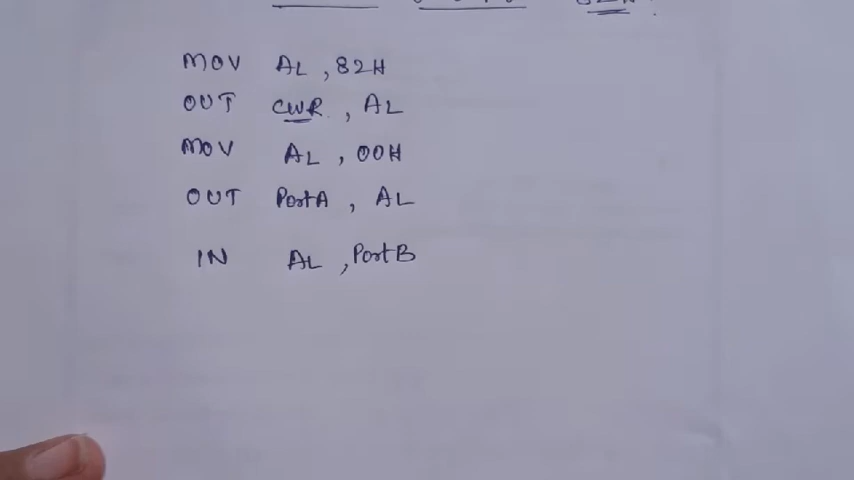 MOV AL, 82H
OUT CWR, AL
MOV AL, 00H
OUT PortA, AL
IN AL, PortB